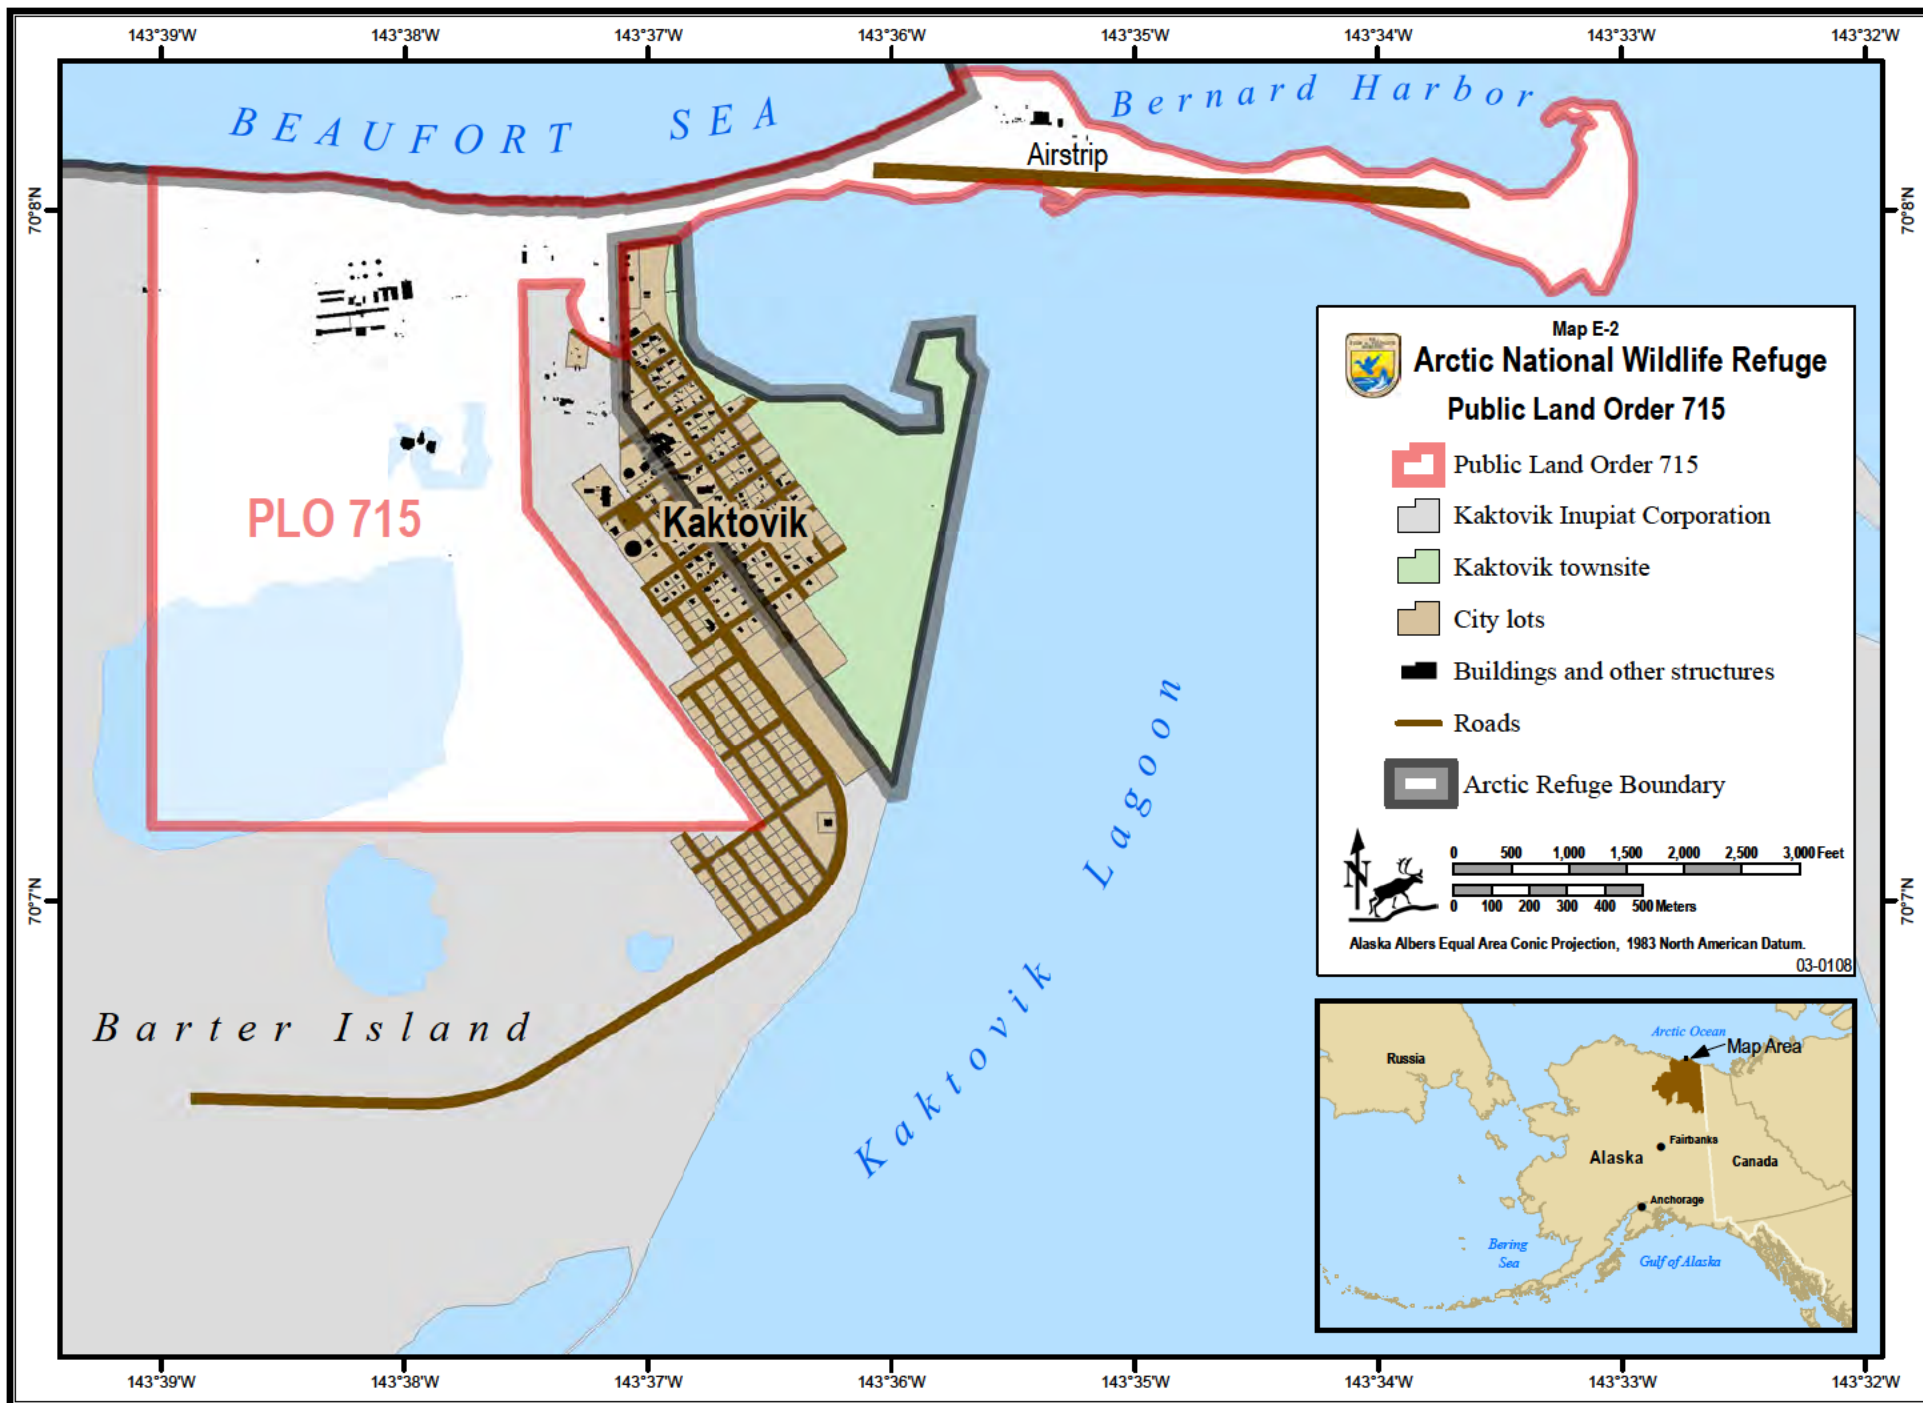 143°39'W 143°38'W 143°37'W 143°36'W 143°35'W 143°34'W 143°33'W 143°32'W
BEAUFORT SEA
Bernard Harbor
Airstrip
70°8'N
70°8'N
PLO 715
Kaktovik
Map E-2
Arctic National Wildlife Refuge
Public Land Order 715
Public Land Order 715
Kaktovik Inupiat Corporation
Kaktovik townsite
City lots
Buildings and other structures
Roads
Arctic Refuge Boundary
N
0 500 1,000 1,500 2,000 2,500 3,000 Feet
0 100 200 300 400 500 Meters
Alaska Albers Equal Area Conic Projection, 1983 North American Datum.
03-0108
70°7'N
70°7'N
Kaktovik Lagoon
Barter Island
Arctic Ocean
Map Area
Russia
Fairbanks
Alaska
Canada
Anchorage
Bering
Sea
Gulf of Alaska
143°39'W 143°38'W 143°37'W 143°36'W 143°35'W 143°34'W 143°33'W 143°32'W